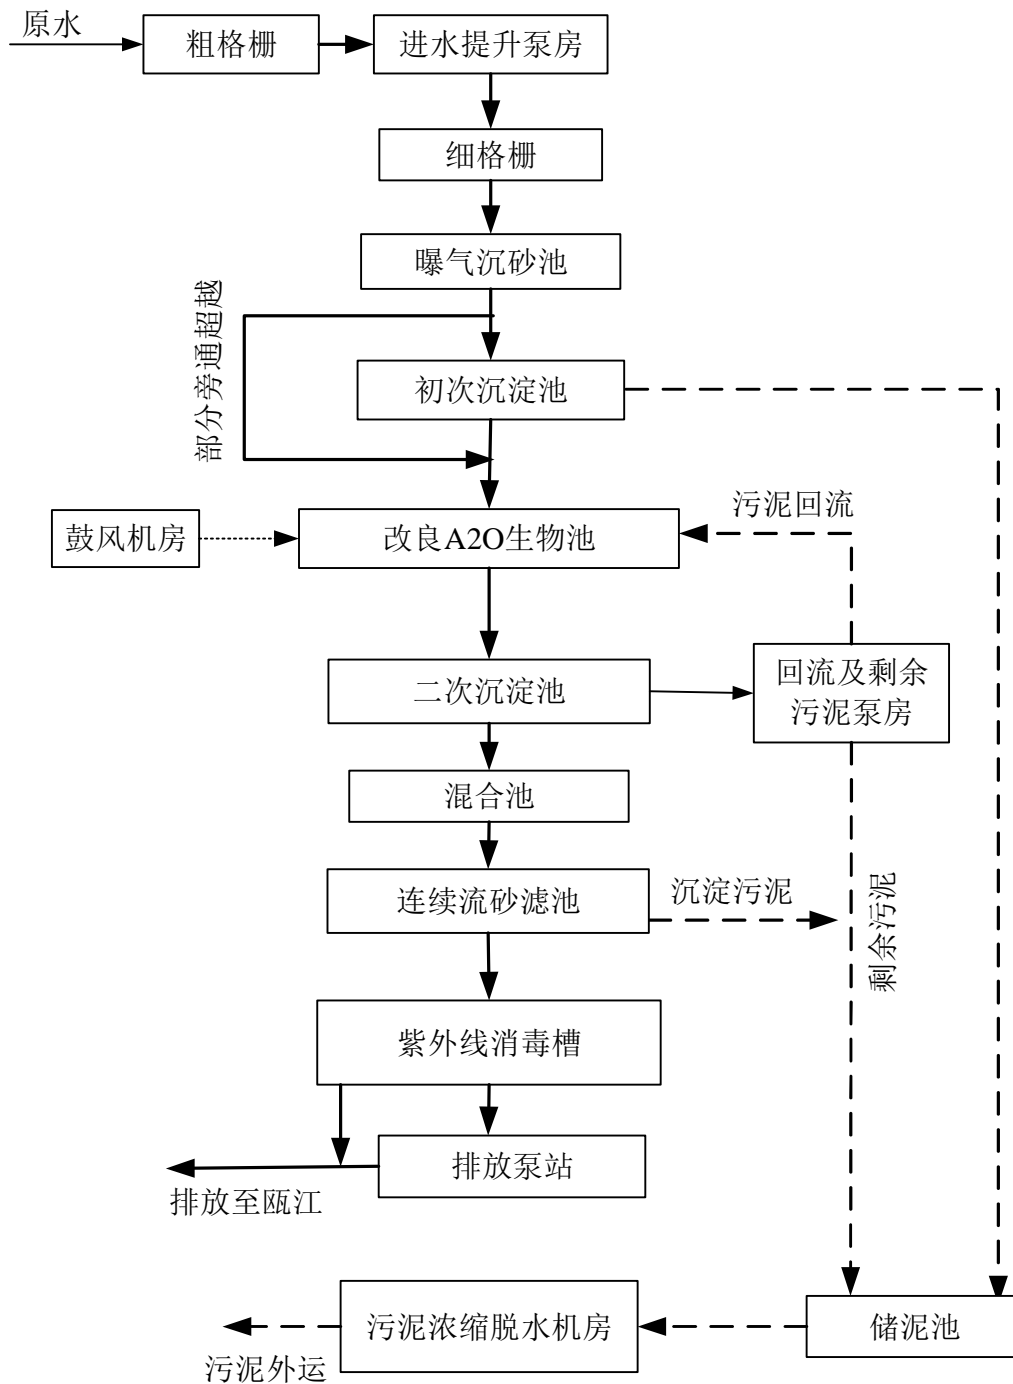 原水
粗格栅
进水提升泵房
细格栅
曝气沉砂池
部分旁通超越
初次沉淀池
污泥回流
鼓风机房
改良A2O生物池
二次沉淀池
回流及剩余
污泥泵房
混合池
连续流砂滤池
沉淀污泥
剩余污泥
紫外线消毒槽
排放泵站
排放至瓯江
污泥浓缩脱水机房
储泥池
污泥外运